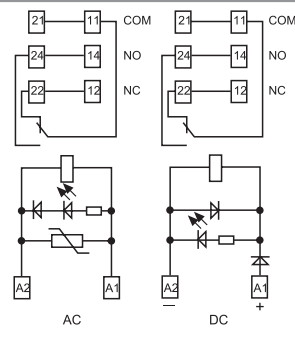 21 11 COM 21 11 COM
24 14 NO 24 14 NO
22 12 NC 22 12 NC
A2 A1 A2 A1
— +
AC DC